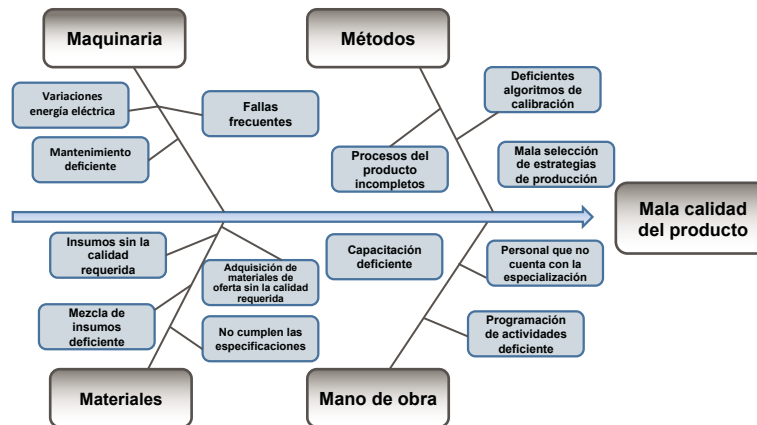 Maquinaria
Métodos
Variaciones
energía eléctrica
Fallas
frecuentes
Mantenimiento
deficiente
Deficientes
algoritmos de
calibración
Procesos del
producto
incompletos
Mala selección
de estrategias
de producción
Mala calidad
del producto
Insumos sin la
calidad
requerida
Adquisición de
materiales de
oferta sin la calidad
requerida
Mezcla de
insumos
deficiente
No cumplen las
especificaciones
Capacitación
deficiente
Personal que no
cuenta con la
especialización
Programación
de actividades
deficiente
Materiales
Mano de obra